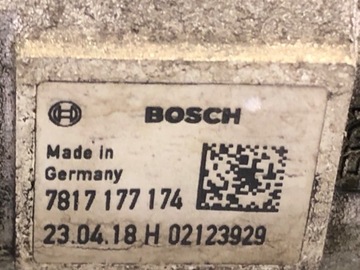 BOSCH
Made in
Germany
7817 177 174
23.04.18 H 02123929